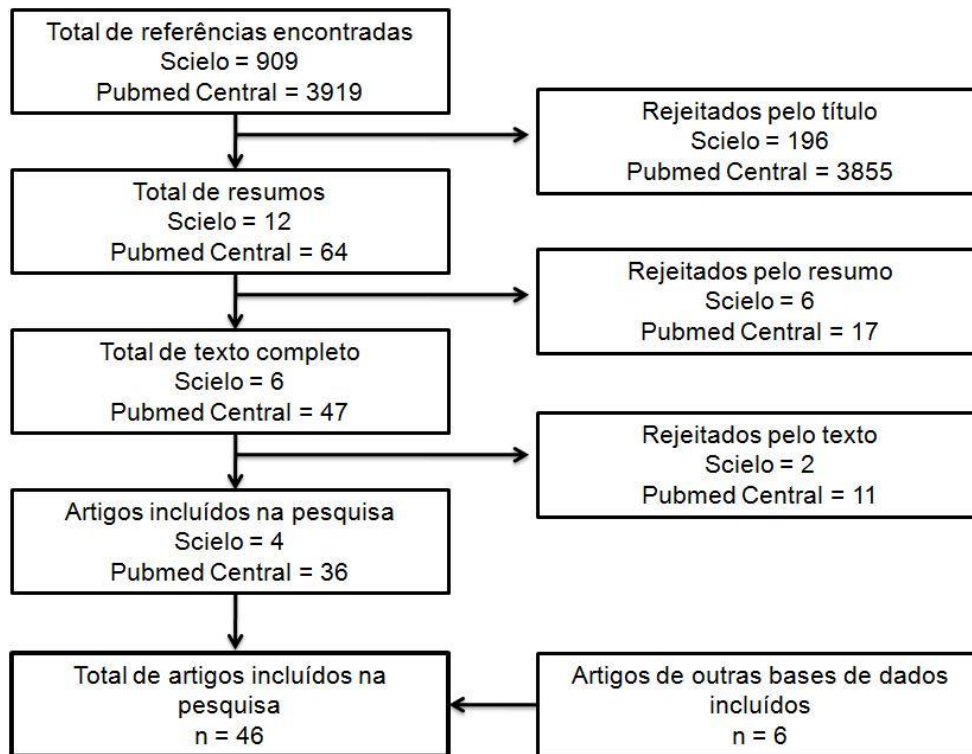 Total de referências encontradas
Scielo = 909
Pubmed Central = 3919
Rejeitados pelo título
Scielo = 196
Pubmed Central = 3855
Total de resumos
Scielo = 12
Pubmed Central = 64
Rejeitados pelo resumo
Scielo = 6
Pubmed Central = 17
Total de texto completo
Scielo = 6
Pubmed Central = 47
Rejeitados pelo texto
Scielo = 2
Pubmed Central = 11
Artigos incluídos na pesquisa
Scielo = 4
Pubmed Central = 36
Total de artigos incluídos na
pesquisa
n = 46
Artigos de outras bases de dados
incluídos
n = 6